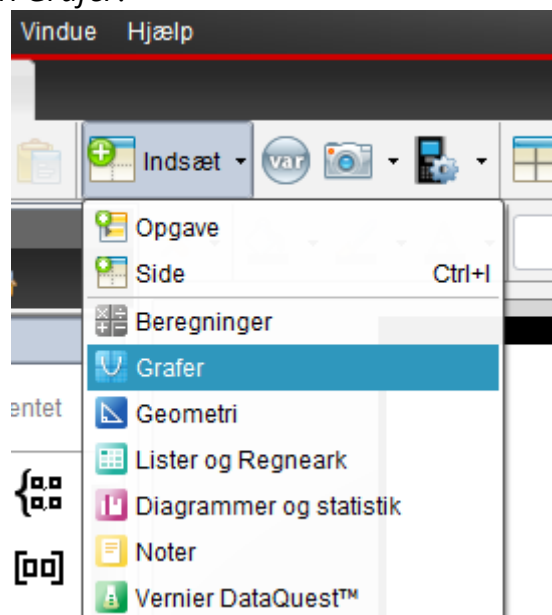 Grafer.
Vindue Hjælp
Indsæt
var
Opgave
Side Ctrl+I
Beregninger
Grafer
Geometri
entet
Lister og Regneark
Diagrammer og statistik
Noter
Vernier DataQuest™